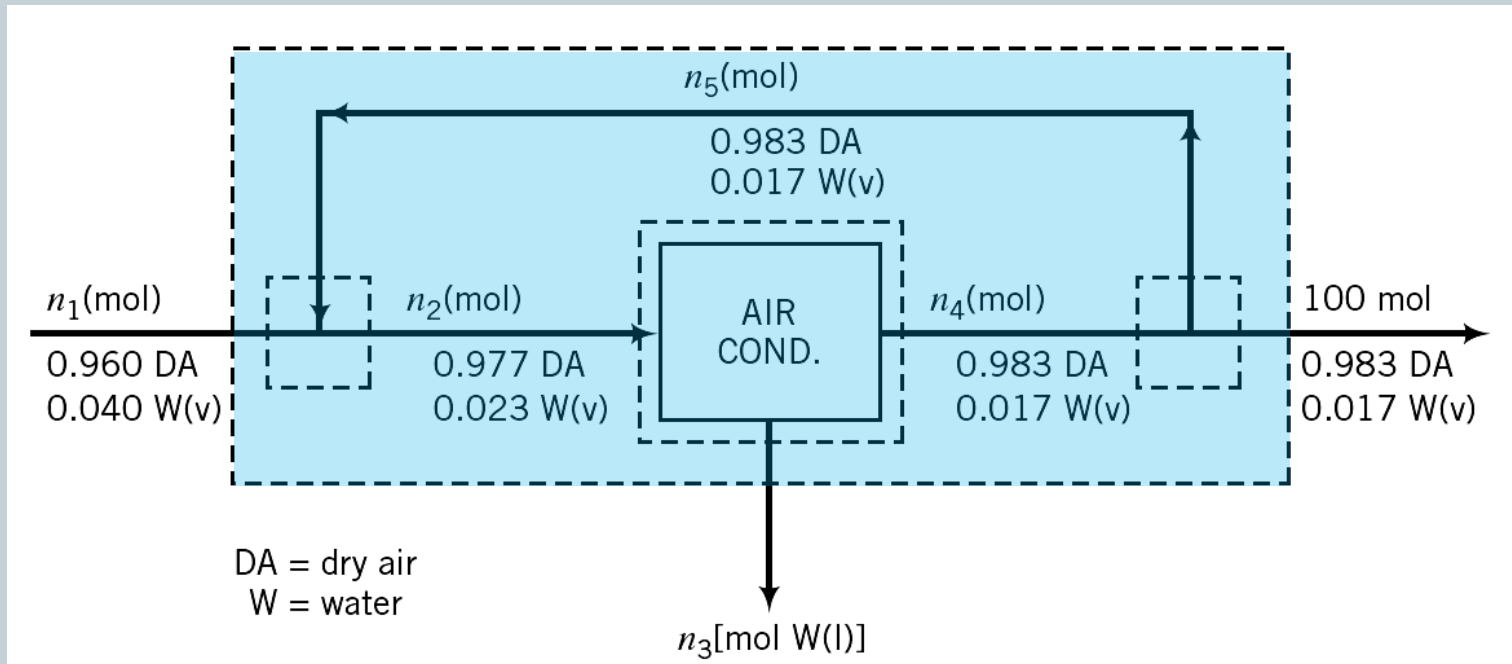 n5(mol)
0.983 DA
0.017 W(v)
n1(mol)
0.960 DA
0.040 W(v)
n2(mol)
0.977 DA
0.023 W(v)
AIR
COND.
n4(mol)
0.983 DA
0.017 W(v)
100 mol
0.983 DA
0.017 W(v)
DA = dry air
W = water
n3[mol W(l)]